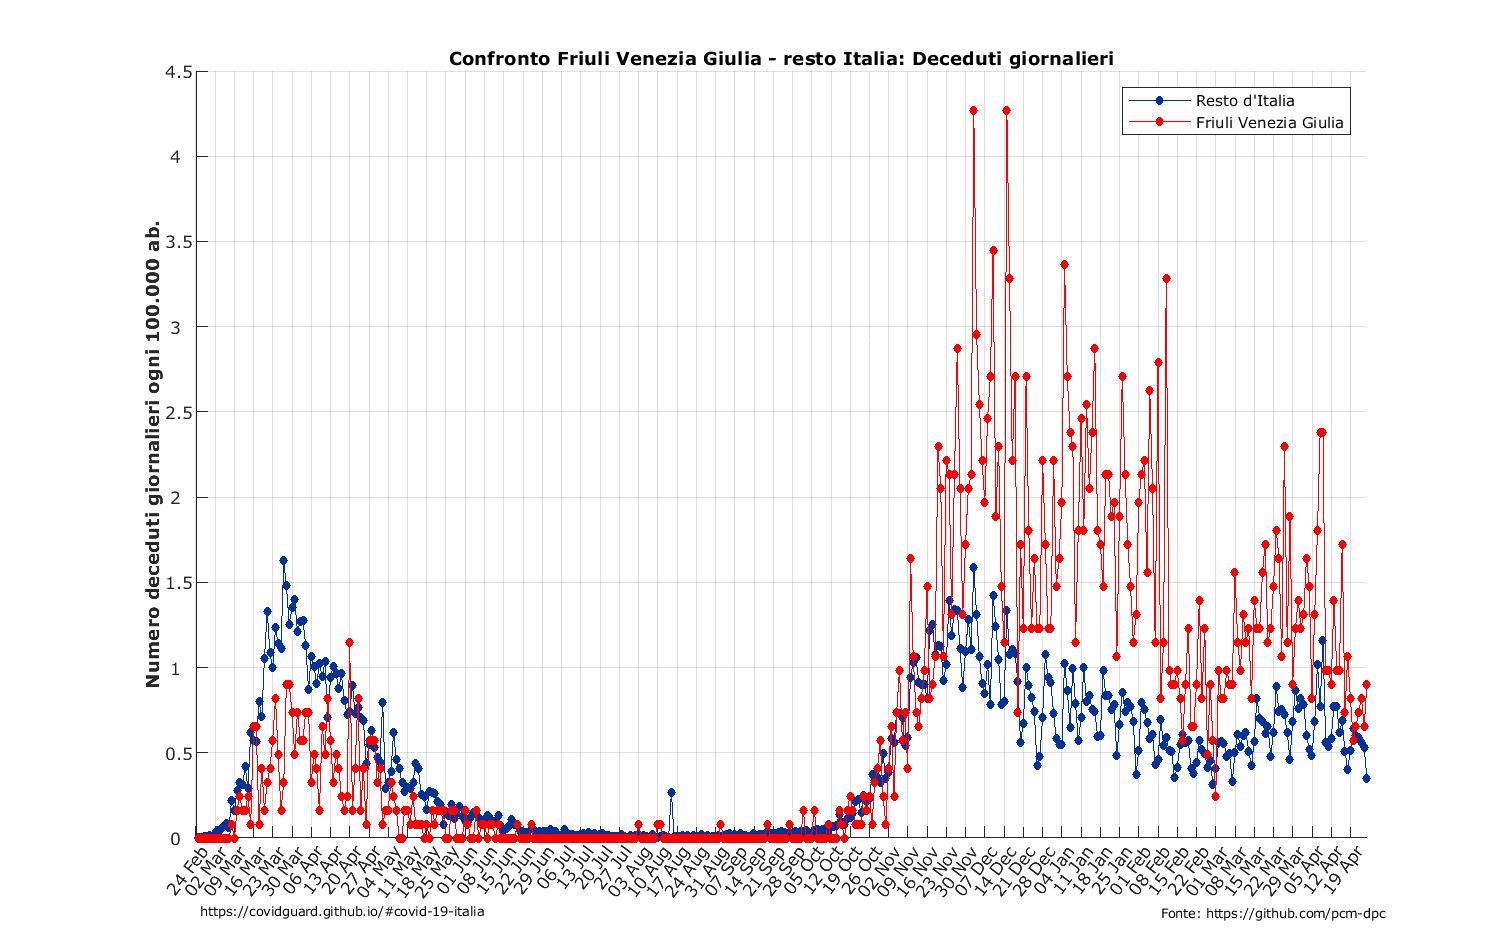 Confronto Friuli Venezia Giulia - resto Italia: Deceduti giornalieri
Resto d'Italia
Friuli Venezia Giulia
Numero deceduti giornalieri ogni 100.000 ab.
4.5
4
3.5
3
2.5
2
1.5
1
0.5
0
24 Feb
02 Mar
09 Mar
16 Mar
23 Mar
30 Mar
06 Apr
13 Apr
20 Apr
27 Apr
04 May
11 May
18 May
25 May
01 Jun
08 Jun
15 Jun
22 Jun
29 Jun
06 Jul
13 Jul
20 Jul
27 Jul
03 Aug
10 Aug
17 Aug
24 Aug
31 Aug
07 Sep
14 Sep
21 Sep
28 Sep
05 Oct
12 Oct
19 Oct
26 Oct
02 Nov
09 Nov
16 Nov
23 Nov
30 Nov
07 Dec
14 Dec
21 Dec
28 Dec
04 Jan
11 Jan
18 Jan
25 Jan
01 Feb
08 Feb
15 Feb
22 Feb
01 Mar
08 Mar
15 Mar
22 Mar
29 Mar
05 Apr
12 Apr
19 Apr
https://covidguard.github.io/#covid-19-italia
Fonte: https://github.com/pcm-dpc